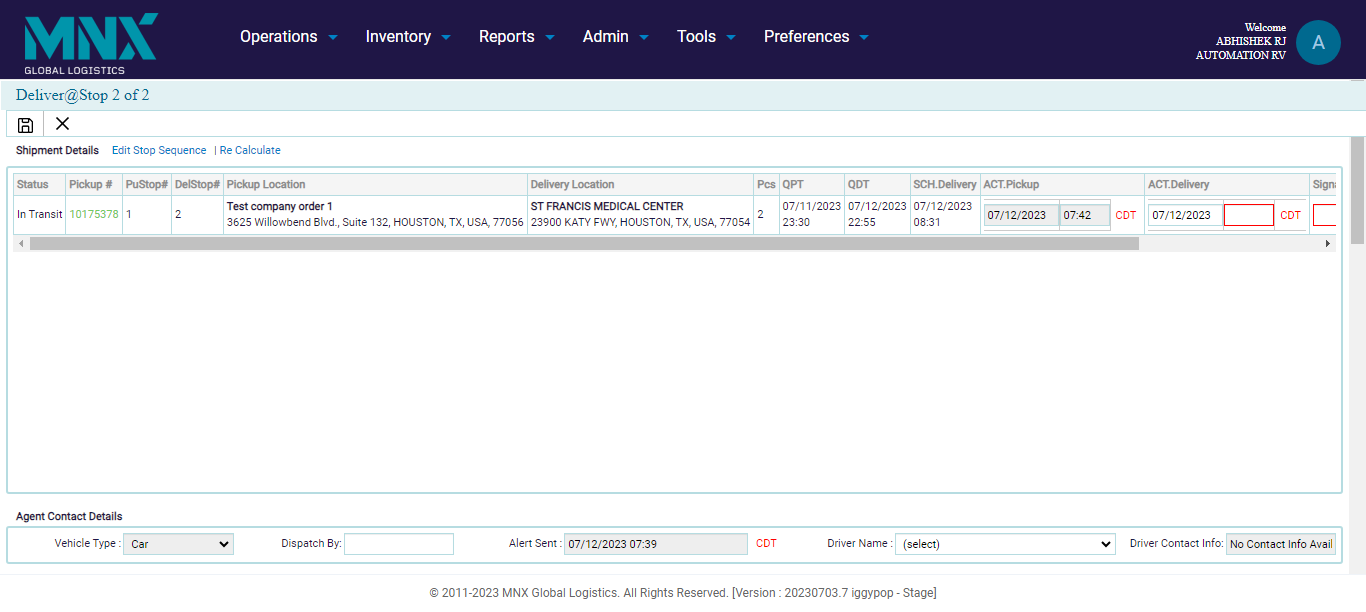 MNX
GLOBAL LOGISTICS
Operations Inventory Reports Admin Tools Preferences
Welcome
ABHISHEK RJ
AUTOMATION RV
A
Deliver@Stop 2 of 2
Shipment Details Edit Stop Sequence | Re Calculate
Status Pickup # PuStop# DelStop# Pickup Location Delivery Location Pcs QPT QDT SCH.Delivery ACT.Pickup ACT.Delivery Signa
In Transit 10175378 1 2 Test company order 1 ST FRANCIS MEDICAL CENTER 2 07/11/2023 07/12/2023 07/12/2023 07/12/2023 07:42 CDT 07/12/2023 CDT
3625 Willowbend Blvd., Suite 132, HOUSTON, TX, USA, 77056 23900 KATY FWY, HOUSTON, TX, USA, 77054 23:30 22:55 08:31
Agent Contact Details
Vehicle Type : Car Dispatch By: Alert Sent : 07/12/2023 07:39 CDT Driver Name : (select) Driver Contact Info: No Contact Info Avail
© 2011-2023 MNX Global Logistics. All Rights Reserved. [Version : 20230703.7 iggypop - Stage]